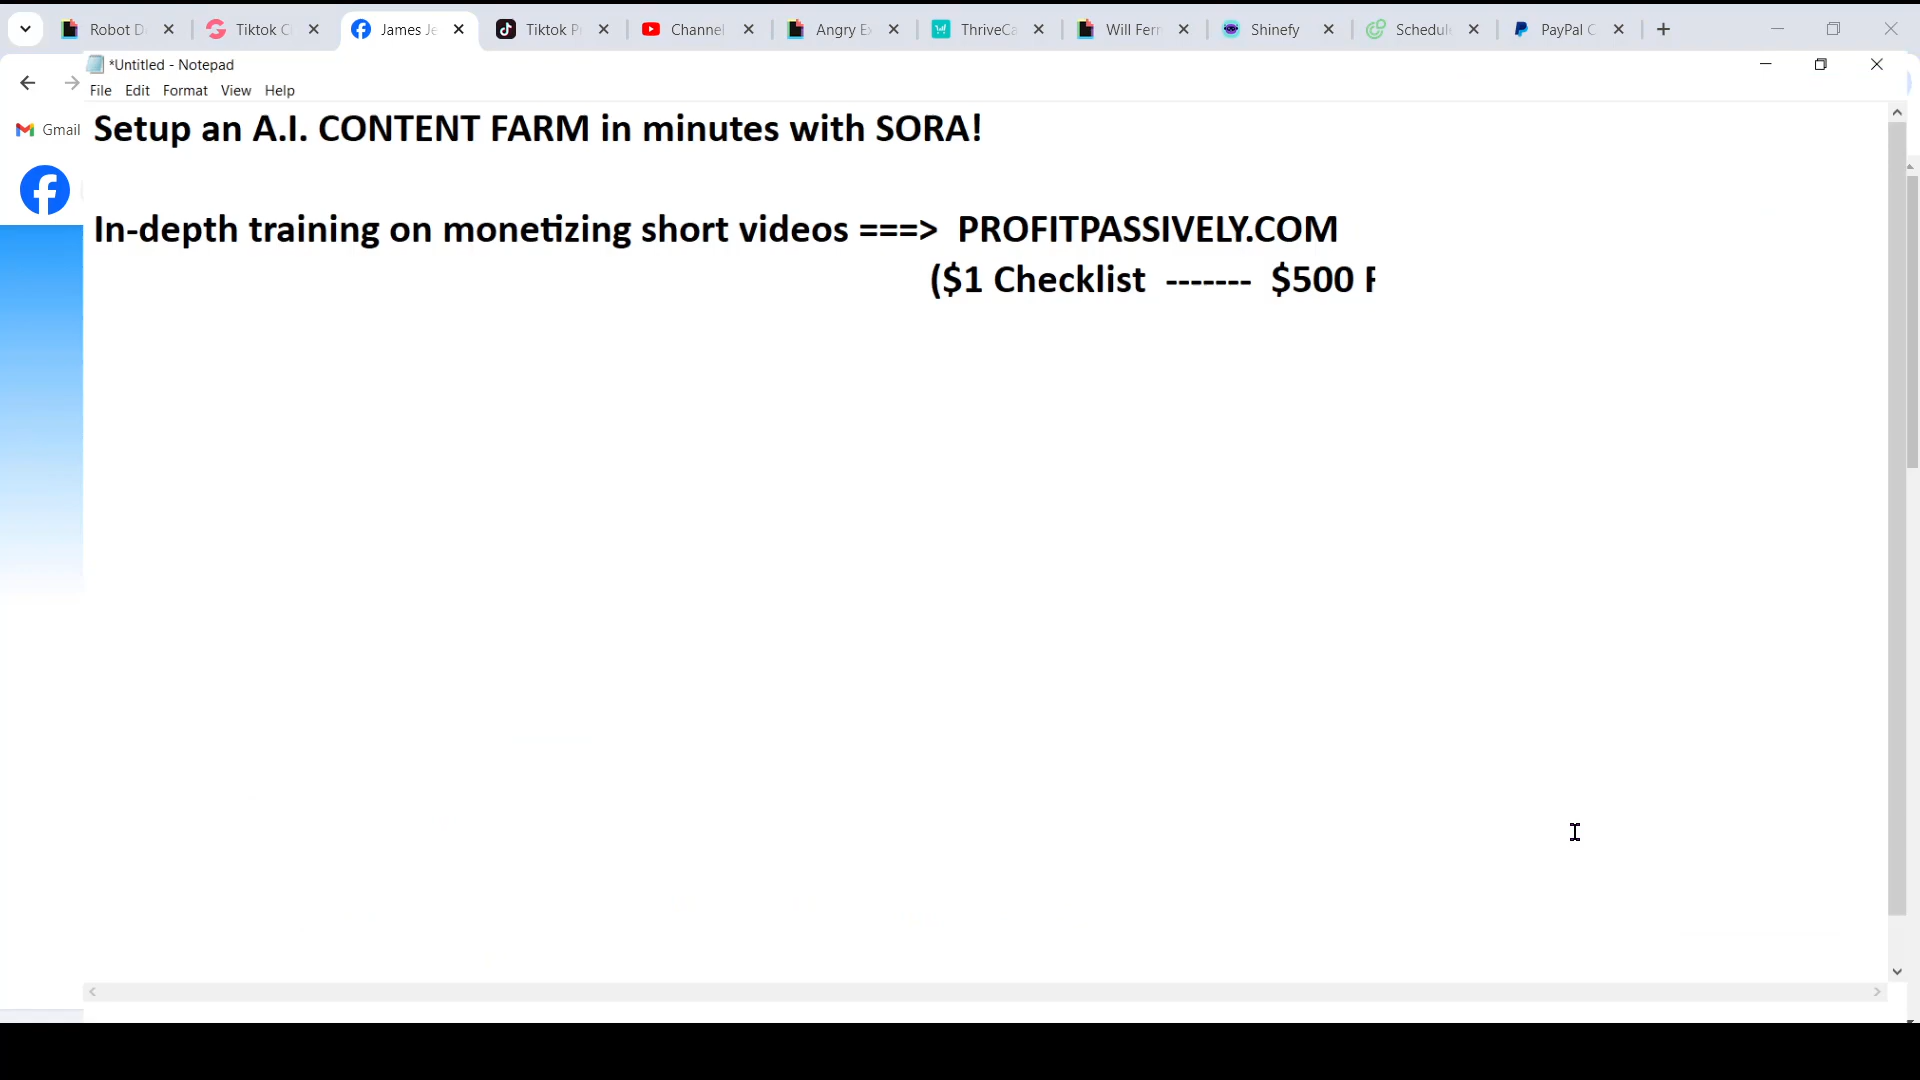 Robot D
Tiktok C
James Je
Tiktok P
Channel
Angry E
ThriveCa
Will Ferr
Shinefy
Schedul
PayPal C
*Untitled - Notepad
File Edit Format View Help
Gmail
Setup an A.I. CONTENT FARM in minutes with SORA!
In-depth training on monetizing short videos ===> PROFITPASSIVELY.COM
($1 Checklist ------- $500